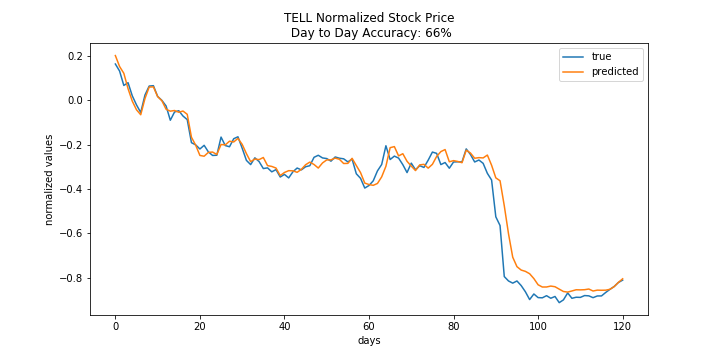 TELL Normalized Stock Price
Day to Day Accuracy: 66%
true
predicted
normalized values
0.2
0.0
−0.2
−0.4
−0.6
−0.8
0
20
40
60
80
100
120
days